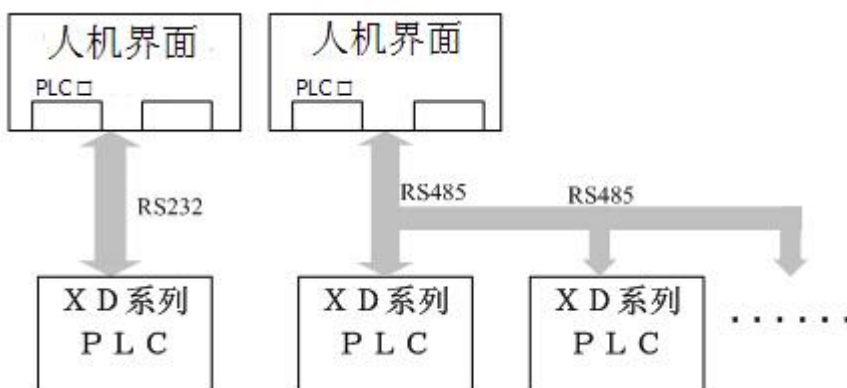 人机界面
PLC口
人机界面
PLC口
RS232
RS485
RS485
ＸＤ系列
ＰＬＣ
ＸＤ系列
ＰＬＣ
ＸＤ系列
ＰＬＣ
······